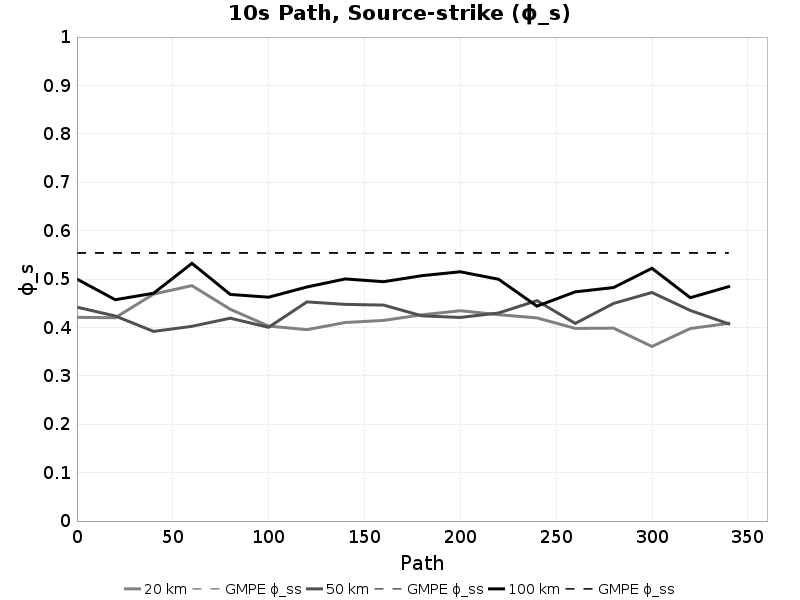 10s Path, Source-strike (ϕ_s)
1
0.9
0.8
0.7
0.6
0.5
0.4
0.3
0.2
0.1
0
ϕ_s
0 50 100 150 200 250 300 350
Path
20 km GMPE ϕ_ss 50 km GMPE ϕ_ss 100 km GMPE ϕ_ss